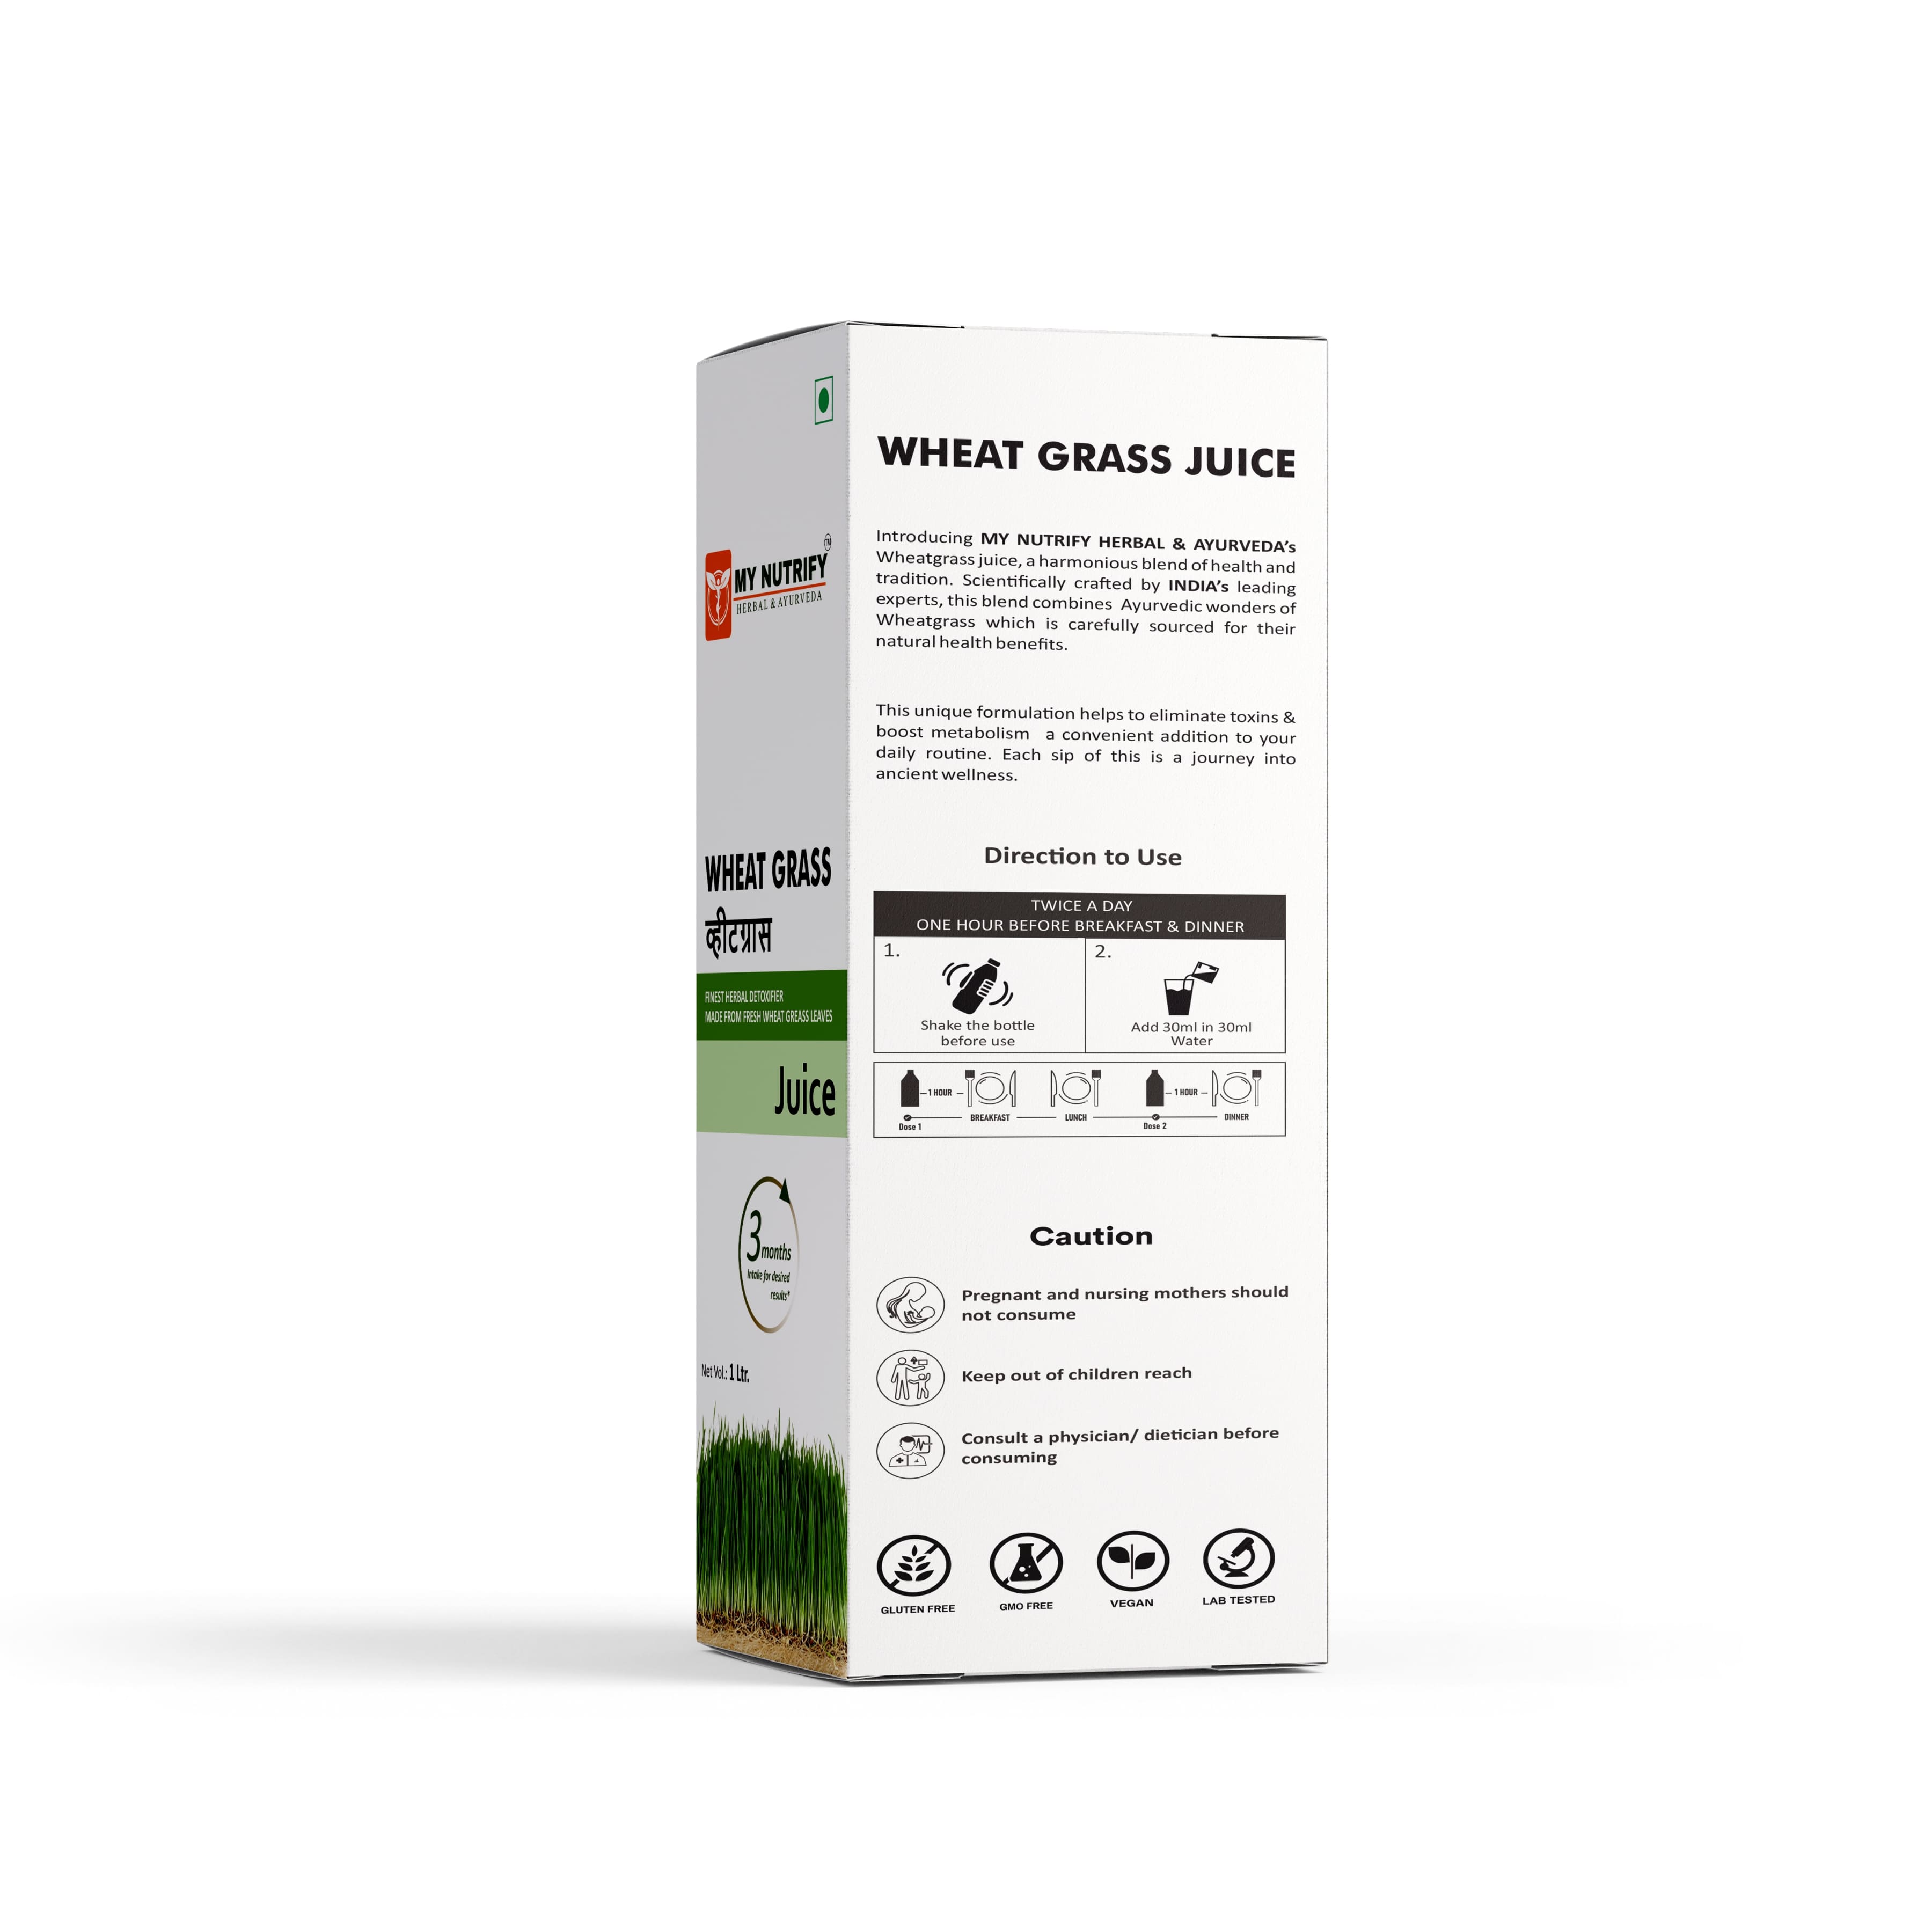 MY NUTRIFY
TM
HERBAL & AYURVEDA
WHEAT GRASS
व्हीटग्रास
FINEST HERBAL DETOXIFIER
MADE FROM FRESH WHEAT GREASS LEAVES
Juice
3 months
Intake for desired
results*
Net Vol.: 1 Ltr.
WHEAT GRASS JUICE
Introducing MY NUTRIFY HERBAL & AYURVEDA's
Wheatgrass juice, a harmonious blend of health and
tradition. Scientifically crafted by INDIA's leading
experts, this blend combines Ayurvedic wonders of
Wheatgrass which is carefully sourced for their
natural health benefits.
This unique formulation helps to eliminate toxins &
boost metabolism a convenient addition to your
daily routine. Each sip of this is a journey into
ancient wellness.
Direction to Use
TWICE A DAY
ONE HOUR BEFORE BREAKFAST & DINNER
1.
Shake the bottle
before use
2.
Add 30ml in 30ml
Water
1 HOUR
1 HOUR
BREAKFAST
LUNCH
DINNER
Dose 1
Dose 2
Caution
Pregnant and nursing mothers should
not consume
Keep out of children reach
Consult a physician/ dietician before
consuming
GLUTEN FREE
GMO FREE
VEGAN
LAB TESTED